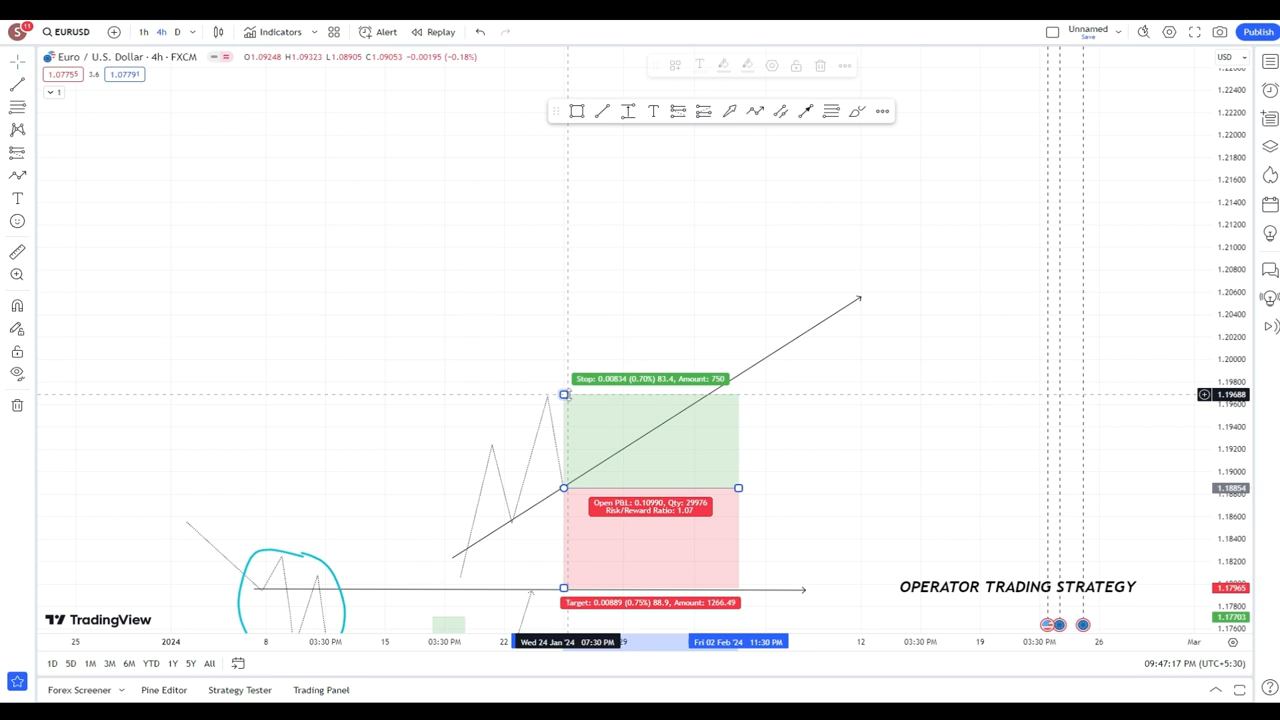 S 11 EURUSD 1h 4h D Indicators Alert Replay Unnamed Save Publish
Euro / U.S. Dollar · 4h · FXCM O1.09248 H1.09323 L1.08905 C1.09053 −0.00195 (−0.18%) USD
1.07755 3.6 1.07791
1
1.22400
1.22200
1.22000
1.21800
1.21600
1.21400
1.21200
1.21000
1.20800
1.20600
1.20400
1.20200
1.20000
1.19800
Stop: 0.00834 (0.70%) 83.4, Amount: 750
1.19688
1.19600
1.19400
1.19200
1.19000
1.18854
1.18800
Open P&L: 0.10990, Qty: 29976
Risk/Reward Ratio: 1.07
1.18600
1.18400
1.18200
OPERATOR TRADING STRATEGY
1.17965
Target: 0.00889 (0.75%) 88.9, Amount: 1266.49
1.17800
1.17703
1.17600
TradingView
25 2024 8 03:30 PM 15 03:30 PM 22 Wed 24 Jan '24 07:30 PM 29 Fri 02 Feb '24 11:30 PM 12 03:30 PM 19 03:30 PM 26 Mar
1D 5D 1M 3M 6M YTD 1Y 5Y All 09:47:17 PM (UTC+5:30)
Forex Screener Pine Editor Strategy Tester Trading Panel